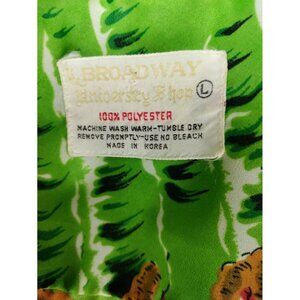 BROADWAY
University Shop
L
100% POLYESTER
MACHINE WASH WARM-TUMBLE DRY
REMOVE PROMPTLY-USE NO BLEACH
MADE IN KOREA